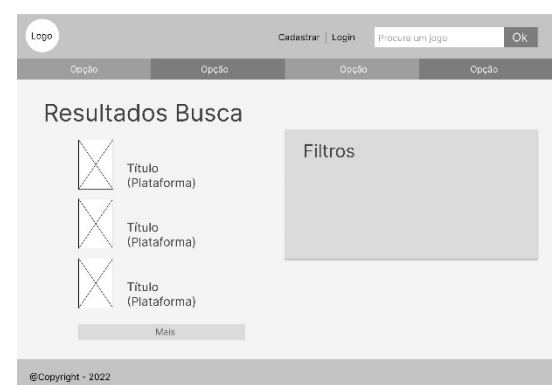 Logo
Cadastrar | Login
Procure um jogo
Ok
Opção
Opção
Opção
Opção
Resultados Busca
Título
(Plataforma)
Título
(Plataforma)
Título
(Plataforma)
Mais
Filtros
@Copyright - 2022